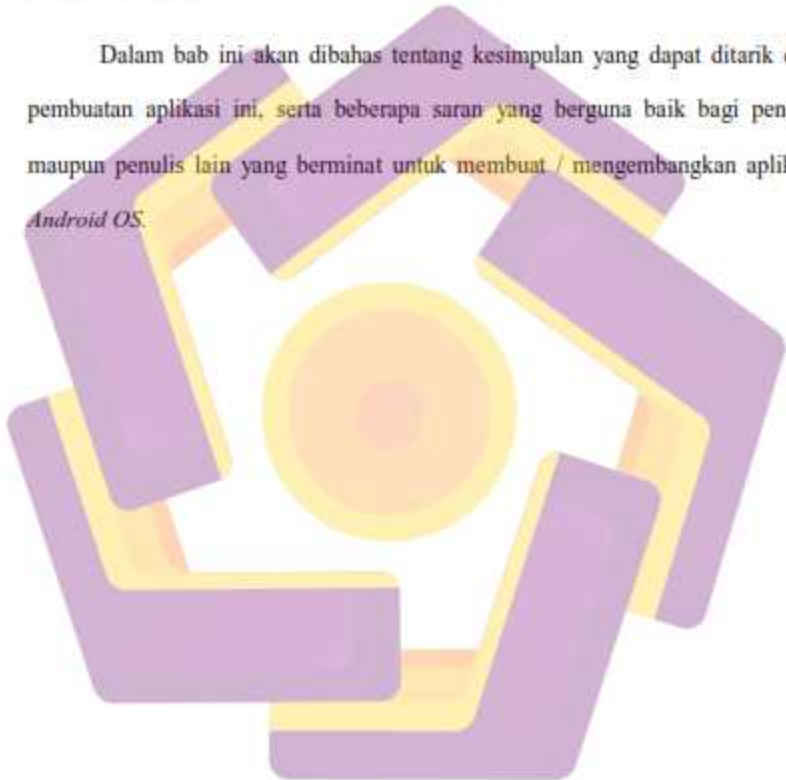 Dalam bab ini akan dibahas tentang kesimpulan yang dapat ditarik
pembuatan aplikasi ini, serta beberapa saran yang berguna baik bagi
maupun penulis lain yang berminat untuk membuat / mengembangkan
Android OS.